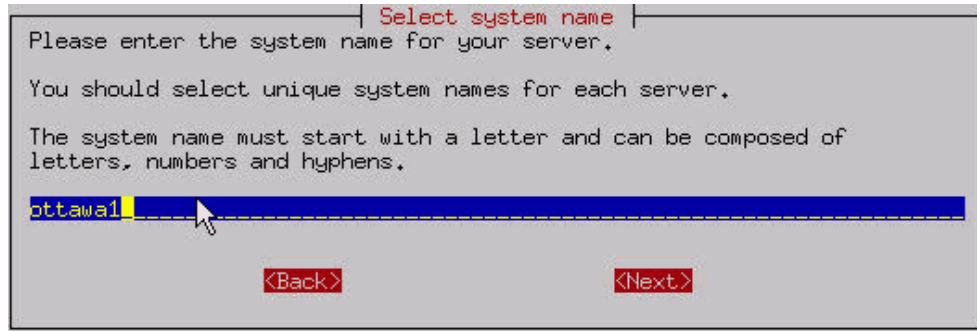 Select system name
Please enter the system name for your server.
You should select unique system names for each server.
The system name must start with a letter and can be composed of
letters, numbers and hyphens.
ottawa1
<Back> <Next>